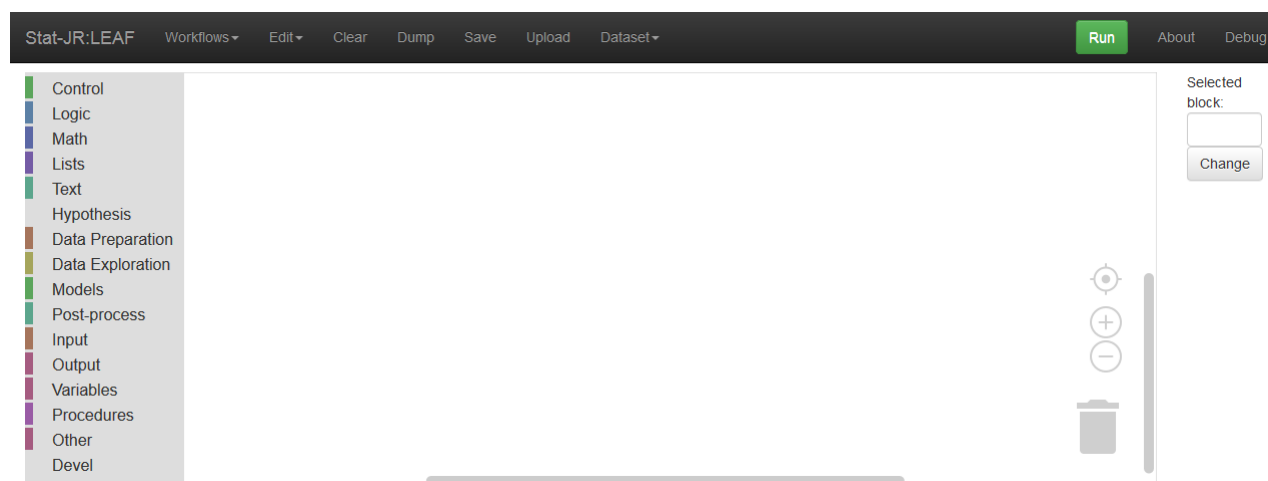 Stat-JR:LEAF Workflows Edit Clear Dump Save Upload Dataset Run About Debug
Control
Logic
Math
Lists
Text
Hypothesis
Data Preparation
Data Exploration
Models
Post-process
Input
Output
Variables
Procedures
Other
Devel
Selected
block:
Change